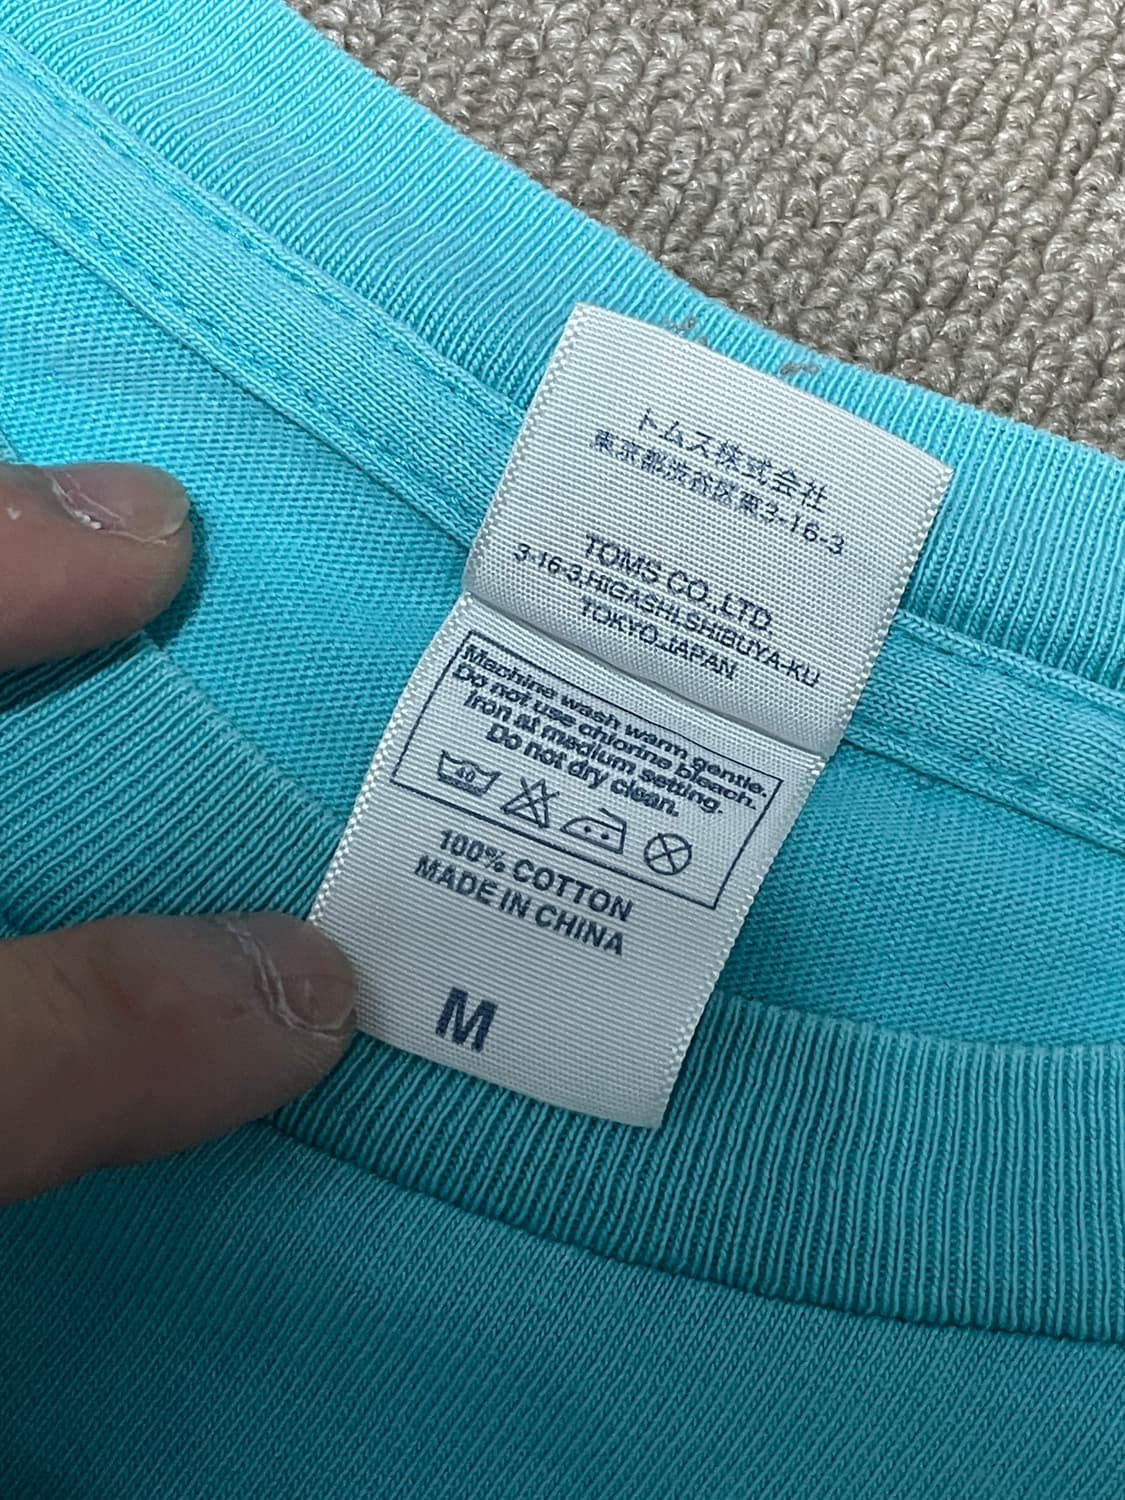 トムス株式会社
東京都渋谷区東3-16-3
TOMS CO.,LTD.
3-16-3,HIGASHI,SHIBUYA-KU
TOKYO,JAPAN
Machine wash warm, gentle.
Do not use chlorine bleach.
Iron at medium setting.
Do not dry clean.
40
100% COTTON
MADE IN CHINA
M